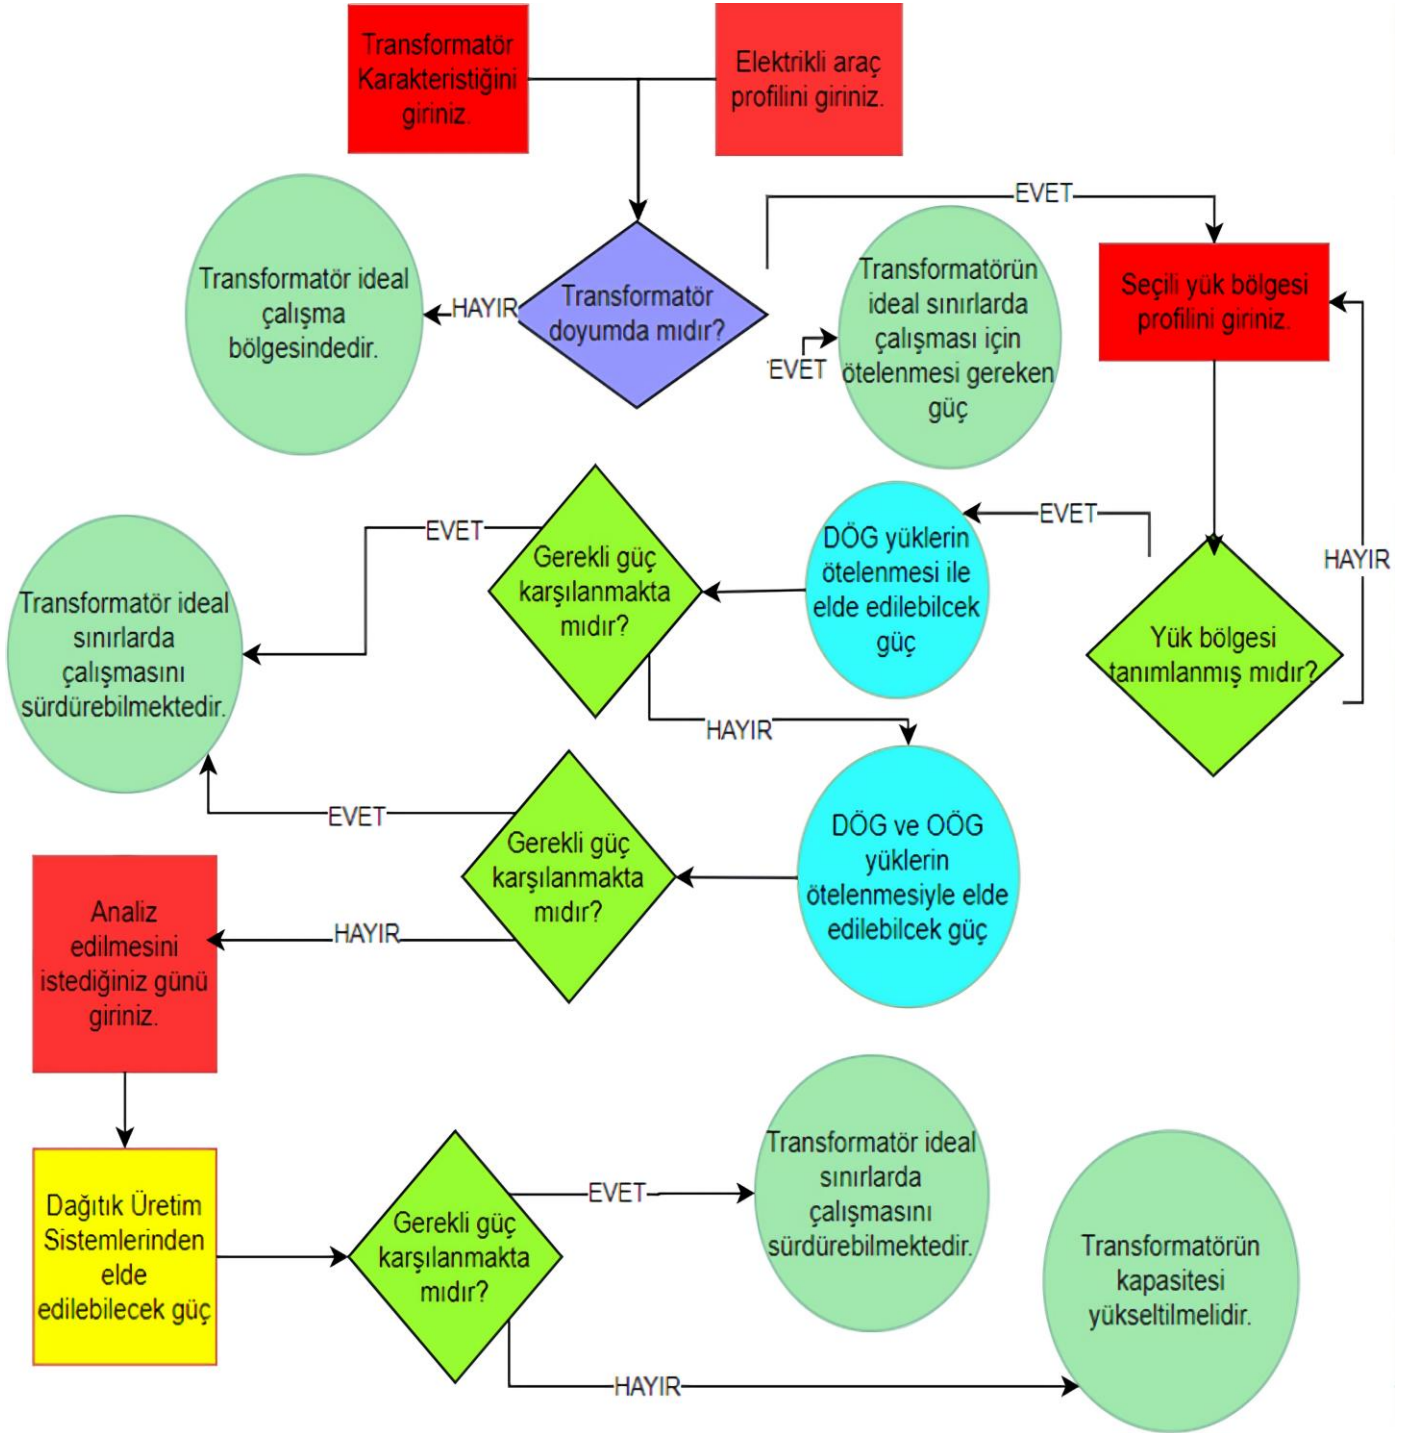 Transformatör
Karakteristiğini
giriniz.
Elektrikli araç
profilini giriniz.
EVET
Transformatör ideal
çalışma
bölgesindedir.
HAYIR
Transformatör
doyumda mıdır?
EVET
Transformatörün
ideal sınırlarda
çalışması için
ötelenmesi gereken
güç
Seçili yük bölgesi
profilini giriniz.
HAYIR
Yük bölgesi
tanımlanmış mıdır?
EVET
DÖG yüklerin
ötelenmesi ile
elde edilebilcek
güç
Gerekli güç
karşılanmakta
mıdır?
EVET
Transformatör ideal
sınırlarda
çalışmasını
sürdürebilmektedir.
HAYIR
DÖG ve OÖG
yüklerin
ötelenmesiyle elde
edilebilcek güç
Gerekli güç
karşılanmakta
mıdır?
EVET
HAYIR
Analiz
edilmesini
istediğiniz günü
giriniz.
Dağıtık Üretim
Sistemlerinden
elde
edilebilecek güç
Gerekli güç
karşılanmakta
mıdır?
EVET
Transformatör ideal
sınırlarda
çalışmasını
sürdürebilmektedir.
HAYIR
Transformatörün
kapasitesi
yükseltilmelidir.